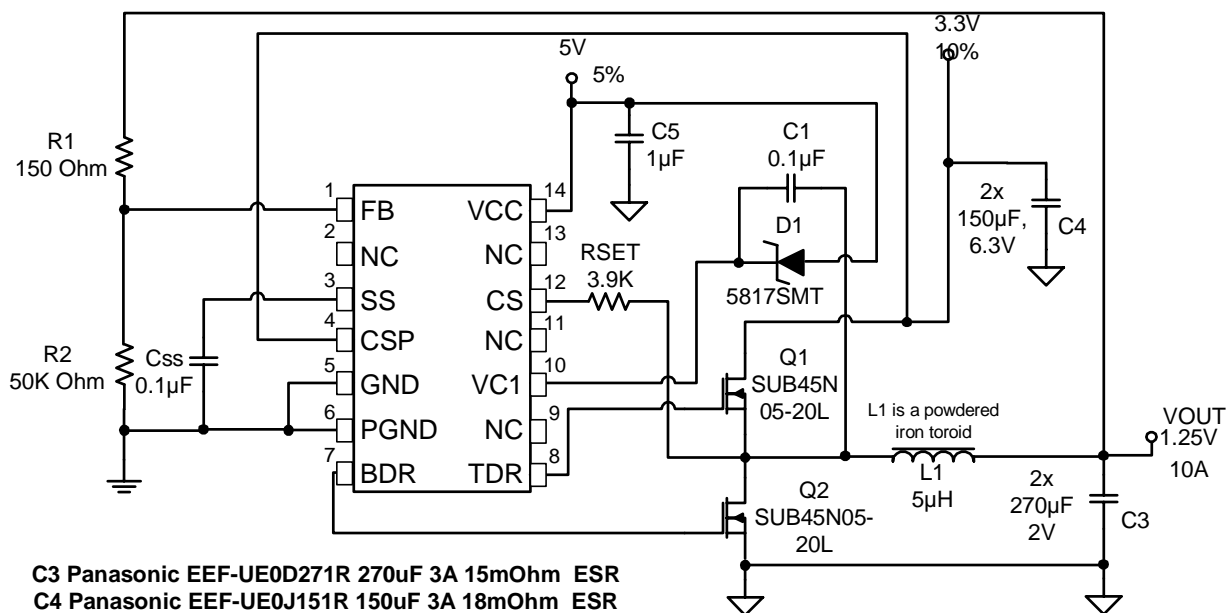 3.3V
10%
5V
5%
R1
150 Ohm
C5
1µF
C1
0.1µF
1
FB
2
NC
3
SS
4
CSP
5
GND
6
PGND
7
BDR
14
VCC
13
NC
12
CS
11
NC
10
VC1
9
NC
8
TDR
RSET
3.9K
D1
5817SMT
2x
150µF,
6.3V
C4
R2
50K Ohm
Css
0.1µF
Q1
SUB45N
05-20L
L1 is a powdered
iron toroid
L1
5µH
VOUT
1.25V
10A
Q2
SUB45N05-
20L
2x
270µF
2V
C3
C3 Panasonic EEF-UE0D271R 270uF 3A 15mOhm ESR
C4 Panasonic EEF-UE0J151R 150uF 3A 18mOhm ESR